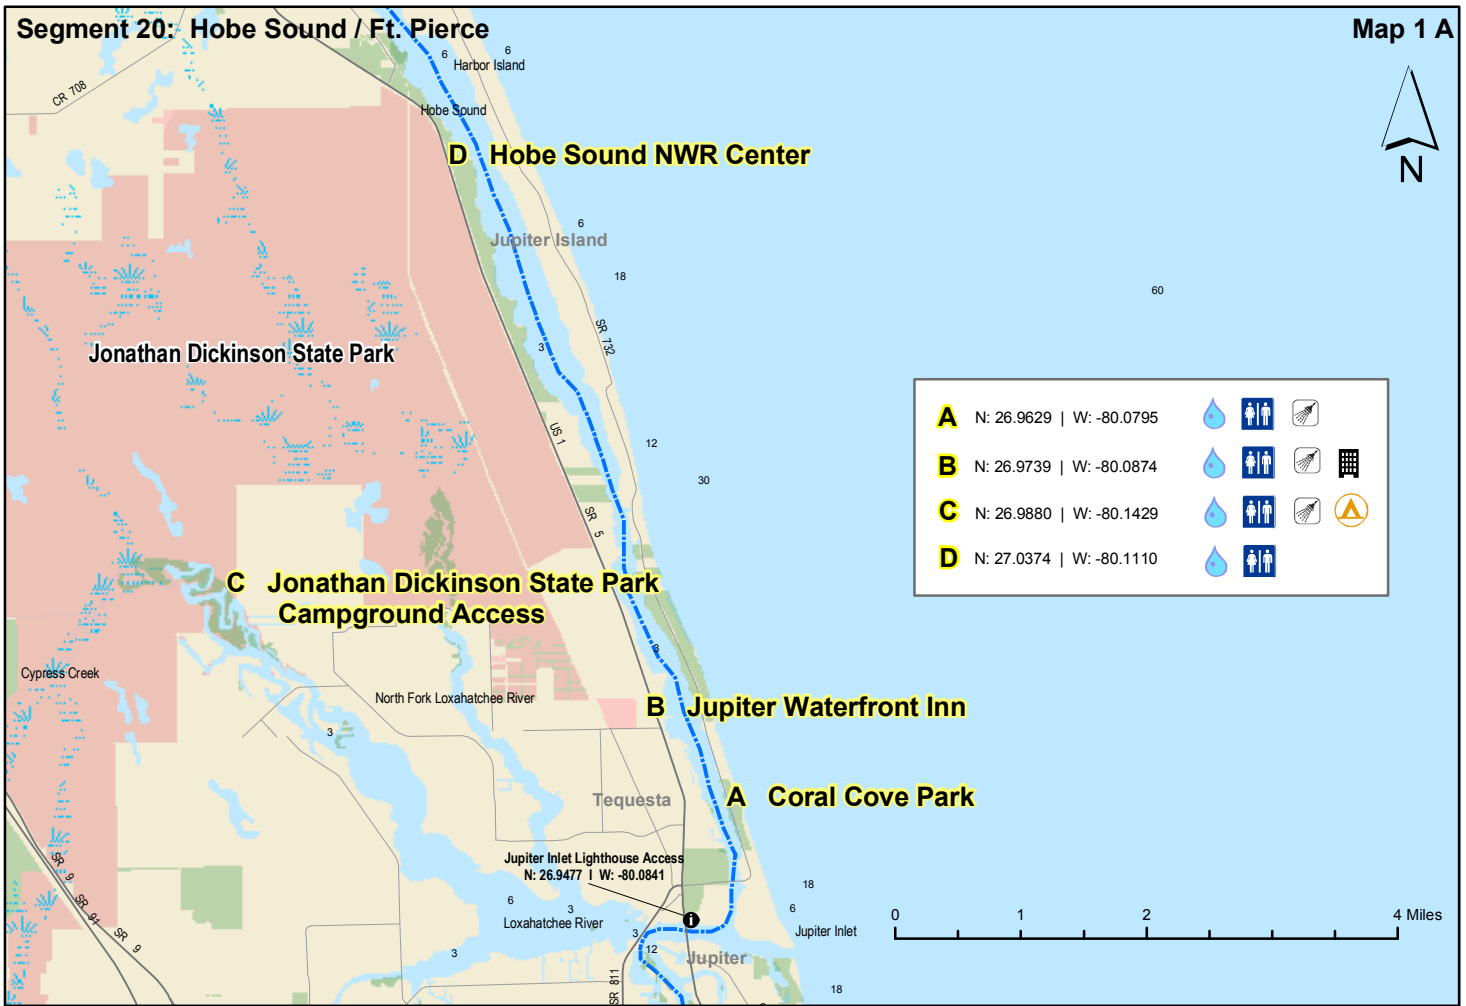 Segment 20: Hobe Sound / Ft. Pierce
Map 1 A
6
6
Harbor Island
CR 708
Hobe Sound
N
D Hobe Sound NWR Center
6
Jupiter Island
18
60
SR 732
3
Jonathan Dickinson State Park
A N: 26.9629 | W: -80.0795
B N: 26.9739 | W: -80.0874
C N: 26.9880 | W: -80.1429
D N: 27.0374 | W: -80.1110
US 1
12
30
SR 5
C Jonathan Dickinson State Park
Campground Access
3
Cypress Creek
North Fork Loxahatchee River
B Jupiter Waterfront Inn
3
Tequesta
A Coral Cove Park
Jupiter Inlet Lighthouse Access
N: 26.9477 I W: -80.0841
i
SR 9
SR 91
SR 9
18
6
3
6
Loxahatchee River
3
12
Jupiter Inlet
3
Jupiter
SR 811
18
0 1 2 4 Miles